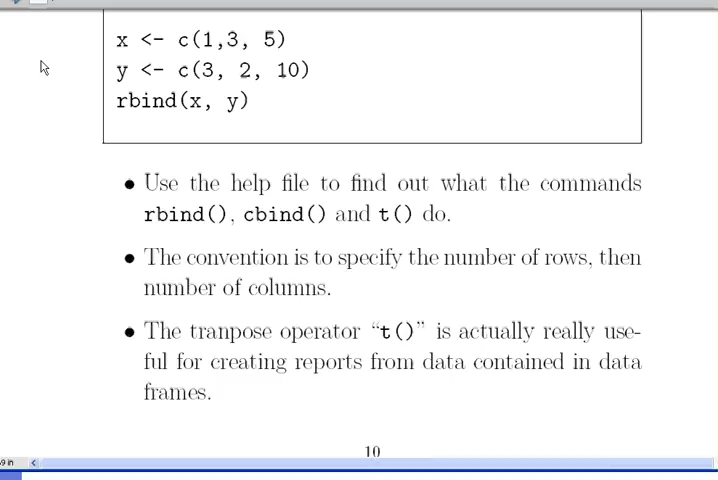 x <- c(1,3, 5)
y <- c(3, 2, 10)
rbind(x, y)
• Use the help file to find out what the commands
rbind(), cbind() and t() do.
• The convention is to specify the number of rows, then
number of columns.
• The tranpose operator “t()” is actually really use-
ful for creating reports from data contained in data
frames.
10